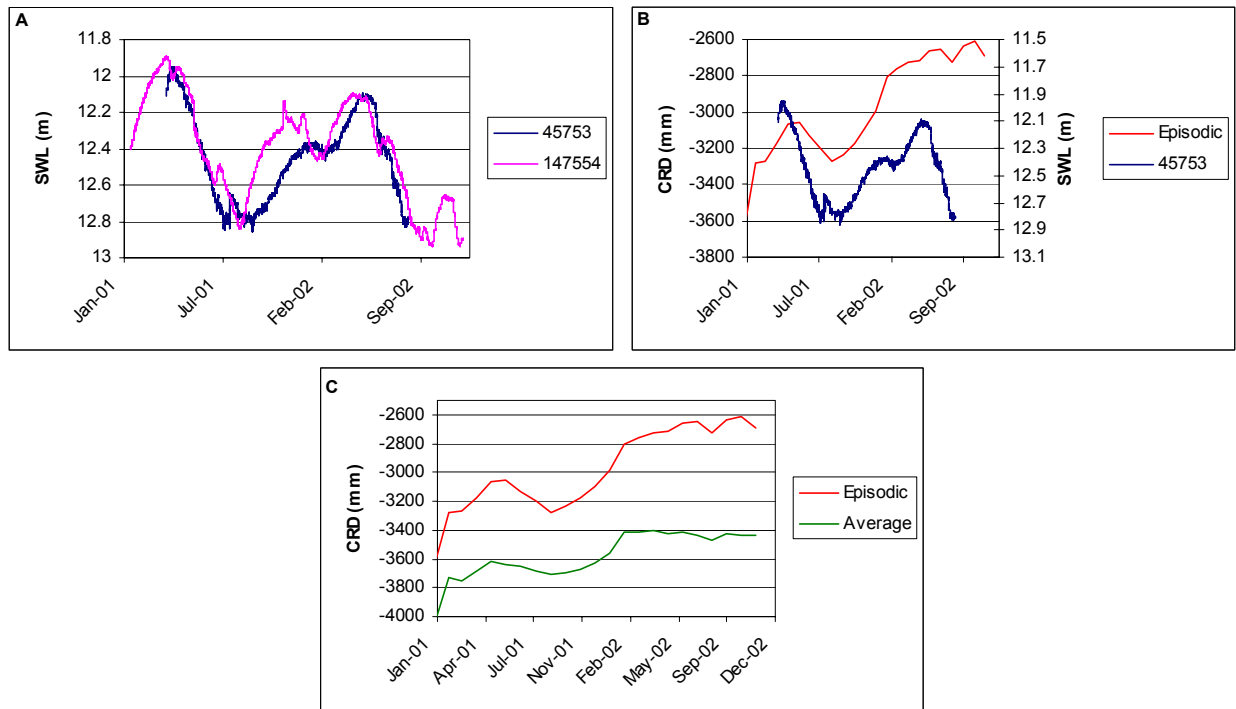 A
11.8
12
12.2
12.4
12.6
12.8
13
SWL (m)
Jan-01
Jul-01
Feb-02
Sep-02
45753
147554
B
-2600
-2800
-3000
-3200
-3400
-3600
-3800
CRD (mm)
11.5
11.7
11.9
12.1
12.3
12.5
12.7
12.9
13.1
SWL (m)
Jan-01
Jul-01
Feb-02
Sep-02
Episodic
45753
C
-2600
-2800
-3000
-3200
-3400
-3600
-3800
-4000
CRD (mm)
Jan-01
Apr-01
Jul-01
Nov-01
Feb-02
May-02
Sep-02
Dec-02
Episodic
Average